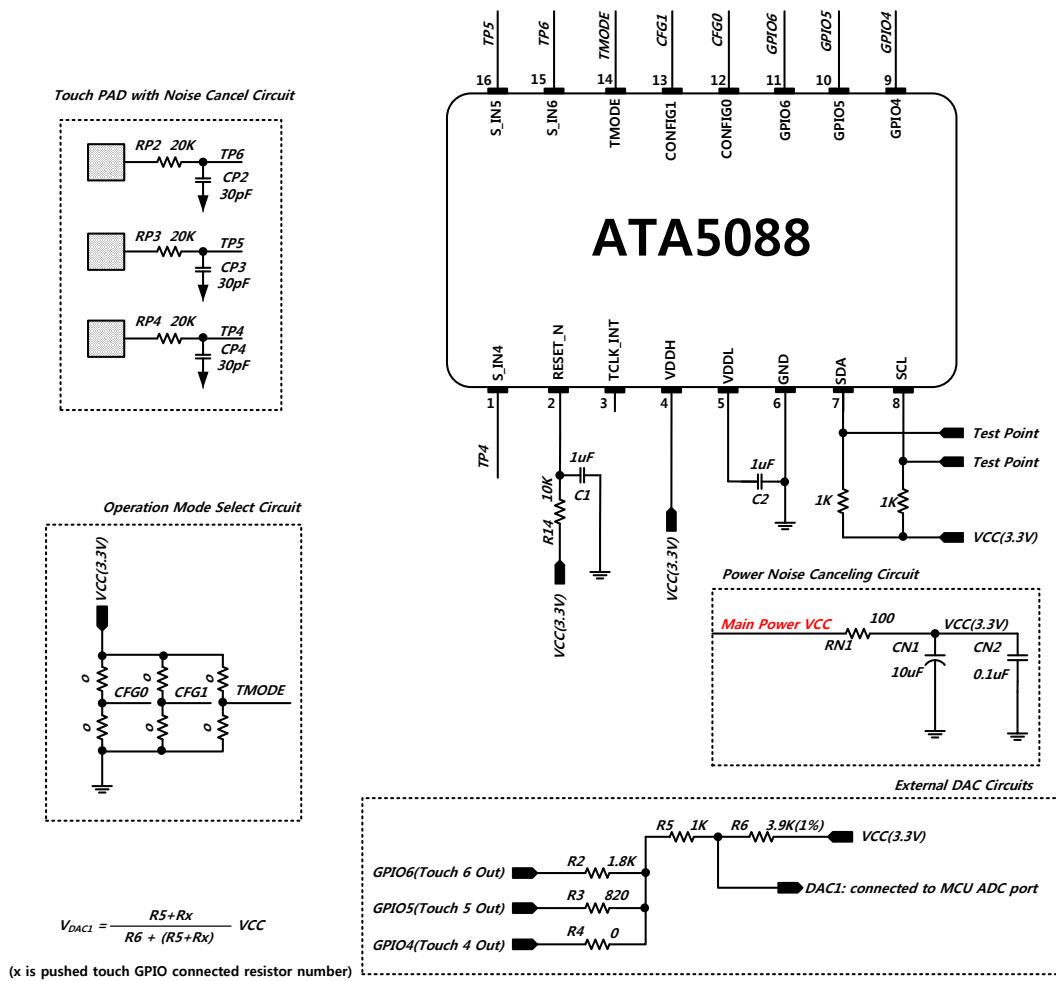 TP5
TP6
TMODE
CFG1
CFG0
GPIO6
GPIO5
GPIO4
16
15
14
13
12
11
10
9
S_IN5
S_IN6
TMODE
CONFIG1
CONFIG0
GPIO6
GPIO5
GPIO4
ATA5088
S_IN4
RESET_N
TCLK_INT
VDDH
VDDL
GND
SDA
SCL
1
2
3
4
5
6
7
8
TP4
10K
R14
VCC(3.3V)
1uF
C1
VCC(3.3V)
1uF
C2
1K
1K
Test Point
Test Point
VCC(3.3V)
Touch PAD with Noise Cancel Circuit
RP2 20K
TP6
CP2
30pF
RP3 20K
TP5
CP3
30pF
RP4 20K
TP4
CP4
30pF
Operation Mode Select Circuit
VCC(3.3V)
0
0
0
CFG0
CFG1
TMODE
0
0
0
Power Noise Canceling Circuit
Main Power VCC
100
RN1
VCC(3.3V)
CN1
10uF
CN2
0.1uF
External DAC Circuits
R5 1K
R6 3.9K(1%)
VCC(3.3V)
GPIO6(Touch 6 Out)
R2 1.8K
DAC1: connected to MCU ADC port
GPIO5(Touch 5 Out)
R3 820
GPIO4(Touch 4 Out)
R4 0
VDAC1 = R5+Rx VCC
R6 + (R5+Rx)
(x is pushed touch GPIO connected resistor number)